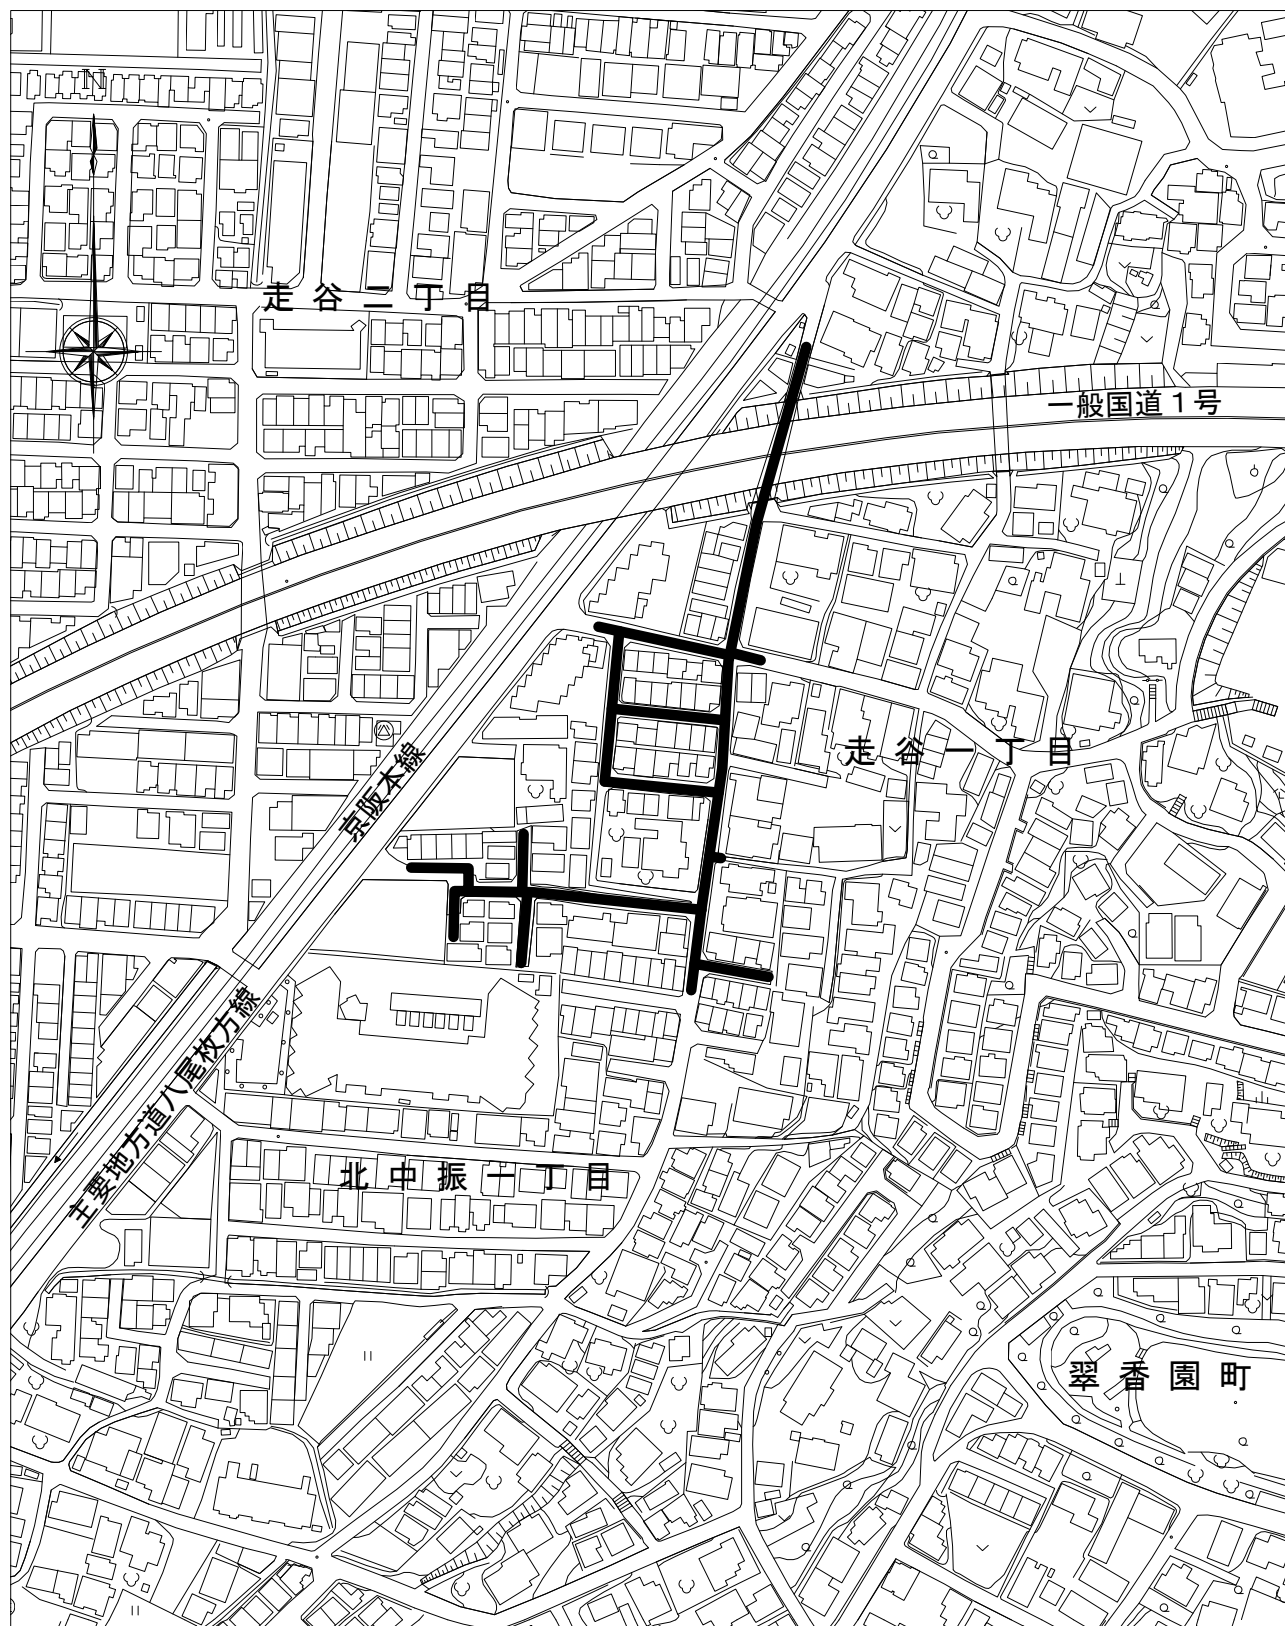 N
走谷二丁目
一般国道1号
走谷一丁目
京阪本線
主要地方道八尾枚方線
北中振一丁目
翠香園町